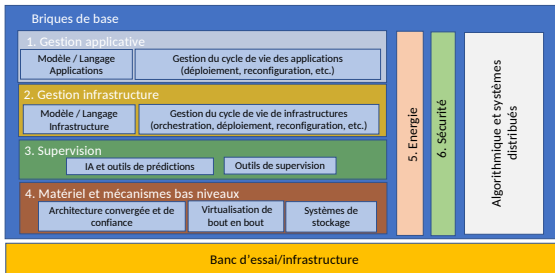 Briques de base
1. Gestion applicative
Modèle / Langage
Applications
Gestion du cycle de vie des applications
(déploiement, reconfiguration, etc.)
2. Gestion infrastructure
Modèle / Langage
Infrastructure
Gestion du cycle de vie de infrastructures
(orchestration, déploiement, reconfiguration, etc.)
3. Supervision
IA et outils de prédictions
Outils de supervision
4. Matériel et mécanismes bas niveaux
Architecture convergée et de
confiance
Virtualisation de
bout en bout
Systèmes de
stockage
5. Energie
6. Sécurité
Algorithmique et systèmes
distribués
Banc d’essai/infrastructure